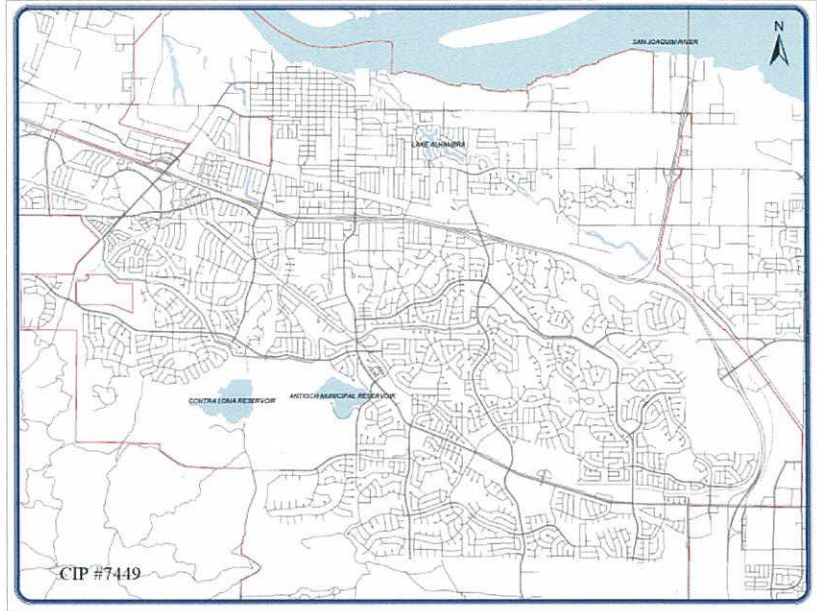 N
SAN JOAQUIN RIVER
LAKE ALHAMBRA
CONTRA LOMA RESERVOIR
ANTIOCH MUNICIPAL RESERVOIR
CIP #7449